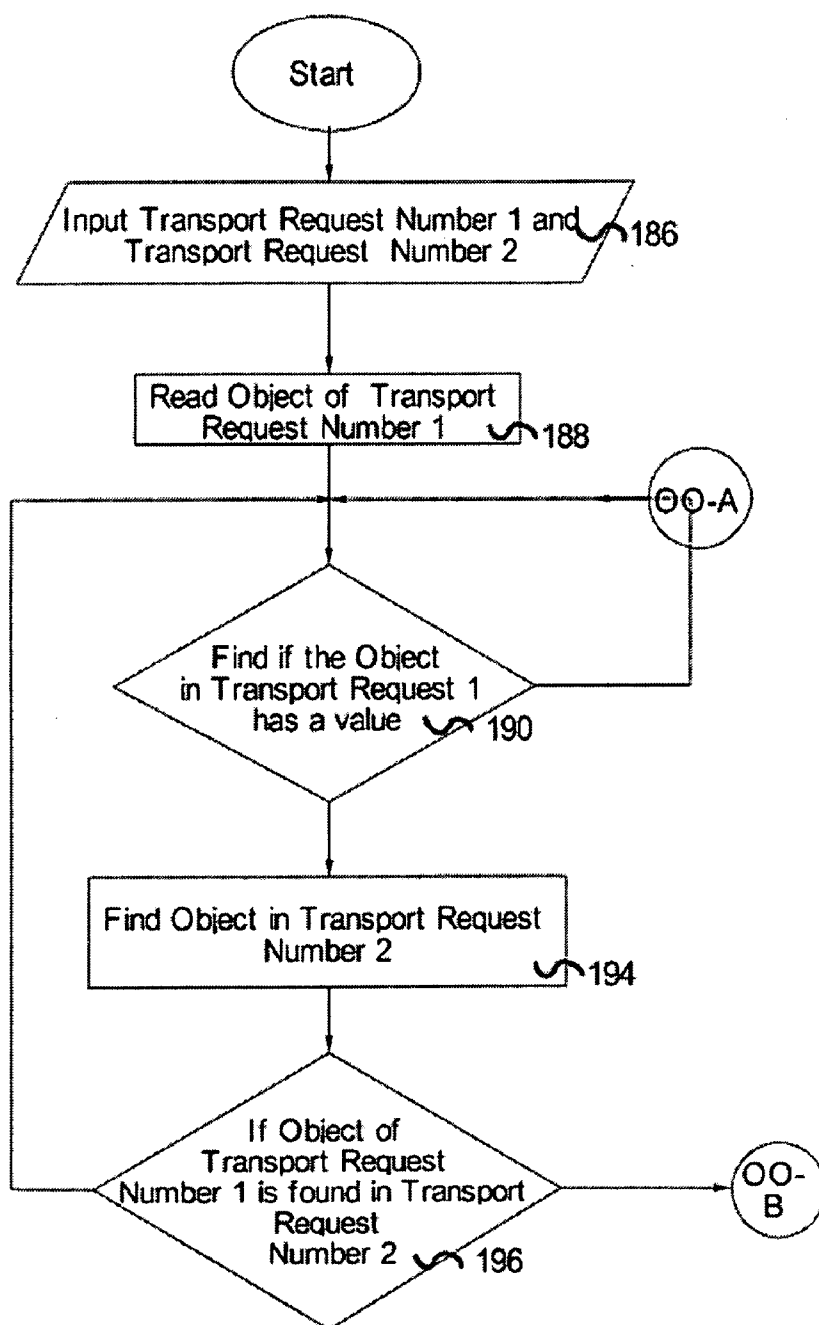 Start
Input Transport Request Number 1 and
Transport Request Number 2
186
Read Object of Transport
Request Number 1
188
OO-A
Find if the Object
in Transport Request 1
has a value
190
Find Object in Transport Request
Number 2
194
If Object of
Transport Request
Number 1 is found in Transport
Request
Number 2
196
OO-
B